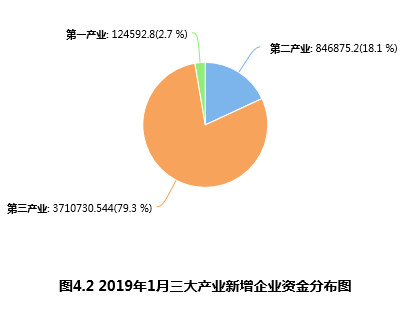 第一产业: 124592.8(2.7 %)
第二产业: 846875.2(18.1 %)
第三产业: 3710730.544(79.3 %)
图4.2 2019年1月三大产业新增企业资金分布图